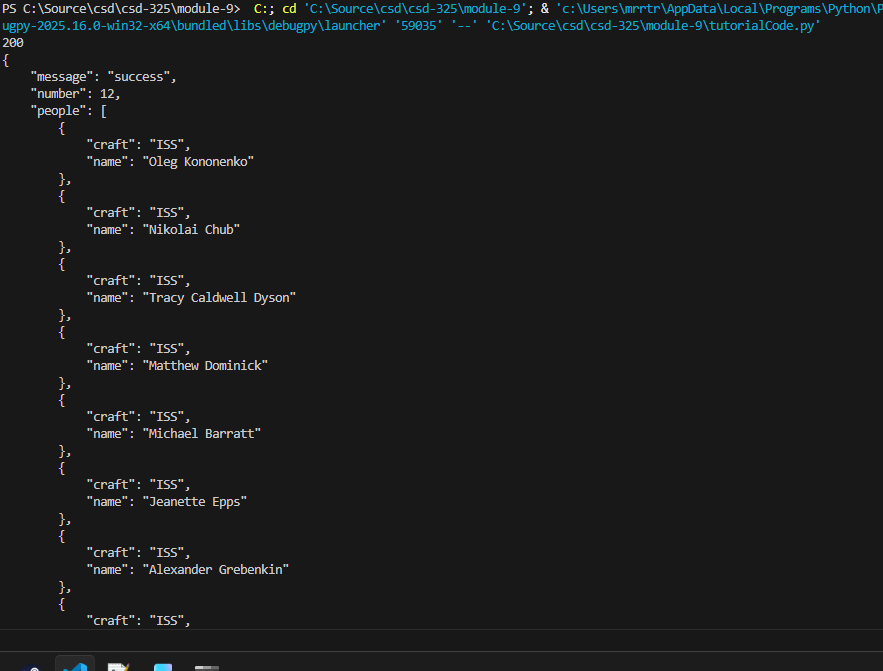 PS C:\Source\csd\csd-325\module-9>  C:; cd 'C:\Source\csd\csd-325\module-9'; & 'c:\Users\mrrtr\AppData\Local\Programs\Python\P
ugpy-2025.16.0-win32-x64\bundled\libs\debugpy\launcher' '59035' '--' 'C:\Source\csd\csd-325\module-9\tutorialCode.py'
200
{
    "message": "success",
    "number": 12,
    "people": [
        {
            "craft": "ISS",
            "name": "Oleg Kononenko"
        },
        {
            "craft": "ISS",
            "name": "Nikolai Chub"
        },
        {
            "craft": "ISS",
            "name": "Tracy Caldwell Dyson"
        },
        {
            "craft": "ISS",
            "name": "Matthew Dominick"
        },
        {
            "craft": "ISS",
            "name": "Michael Barratt"
        },
        {
            "craft": "ISS",
            "name": "Jeanette Epps"
        },
        {
            "craft": "ISS",
            "name": "Alexander Grebenkin"
        },
        {
            "craft": "ISS",